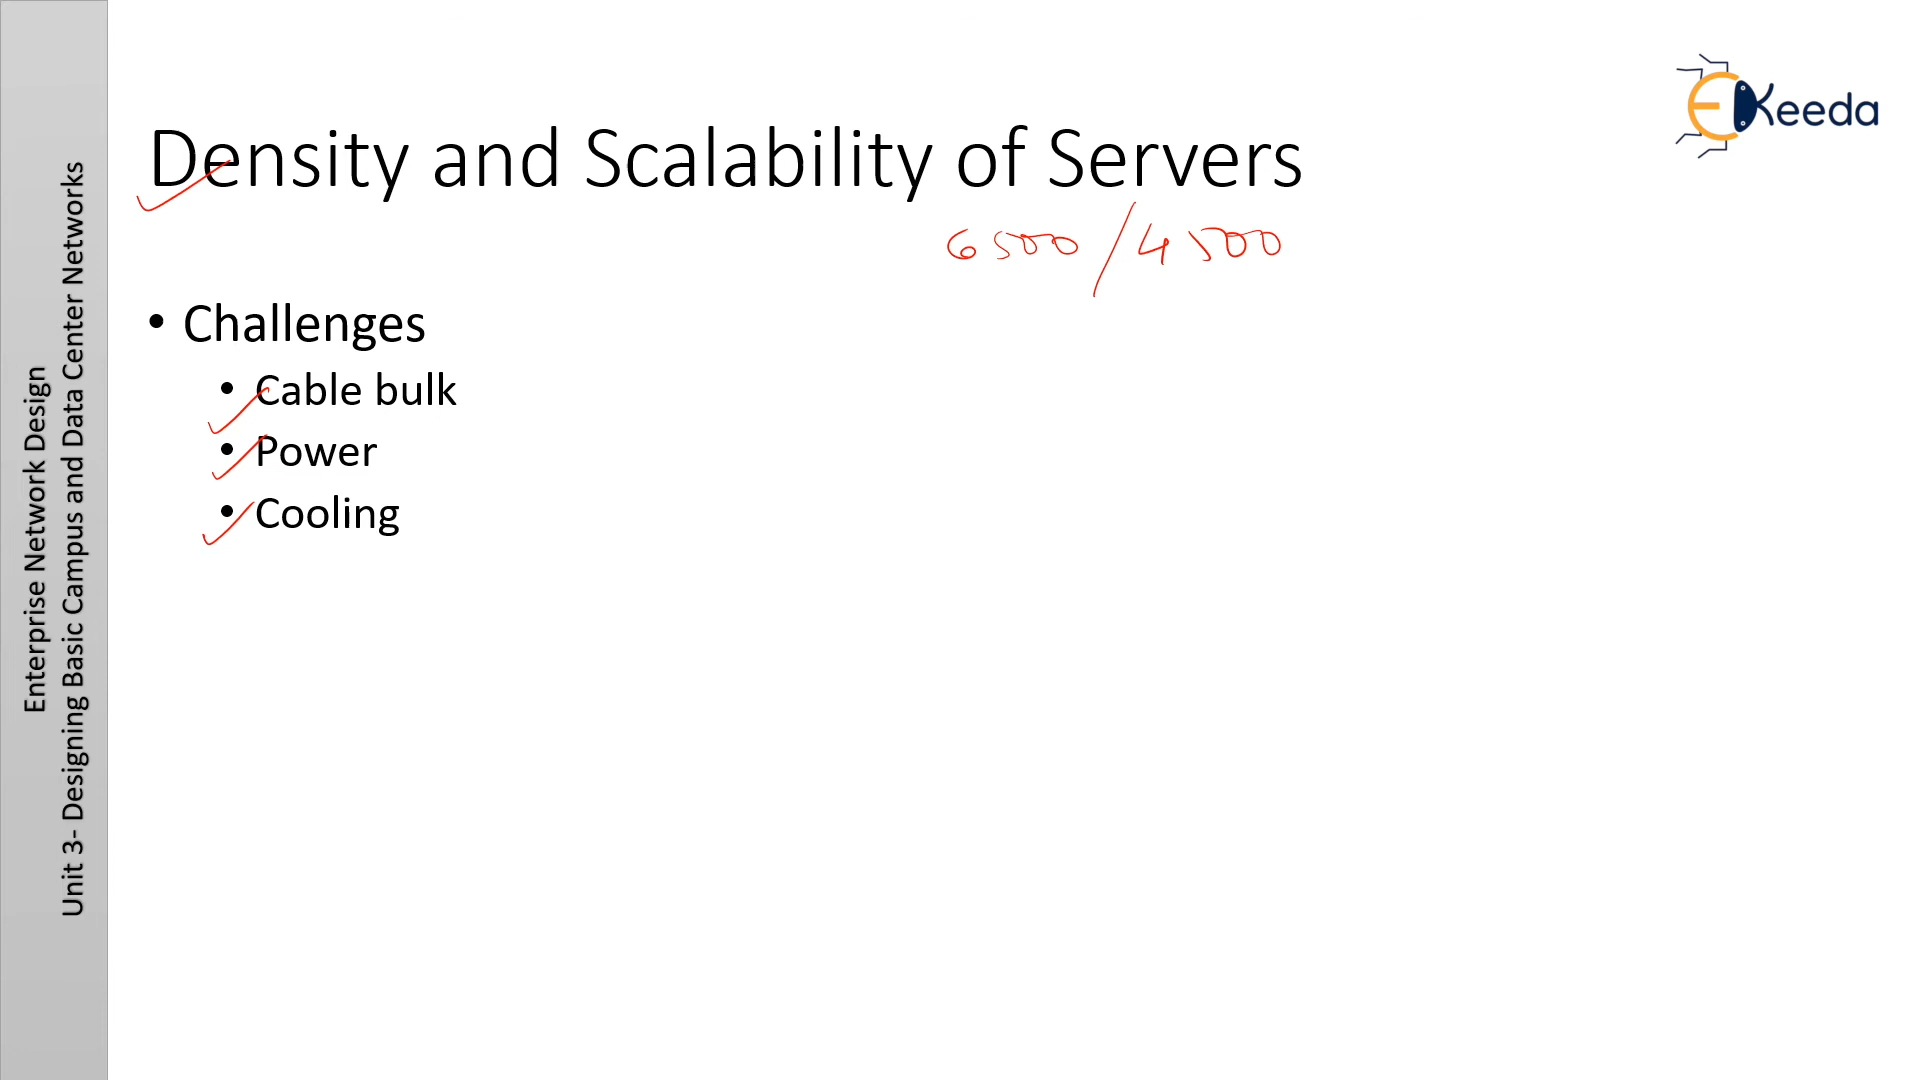 Enterprise Network Design
Unit 3- Designing Basic Campus and Data Center Networks
EKeeda
Density and Scalability of Servers
6500/4500
• Challenges
• Cable bulk
• Power
• Cooling